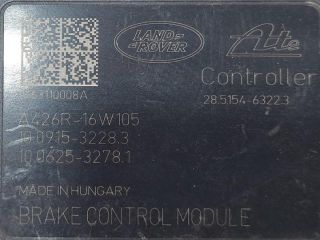 LAND
ROVER
Ate
Controller
28.5154-6322.3
A426R-16W105
10.0915-3228.3
10.0625-3278.1
MADE IN HUNGARY
BRAKE CONTROL MODULE